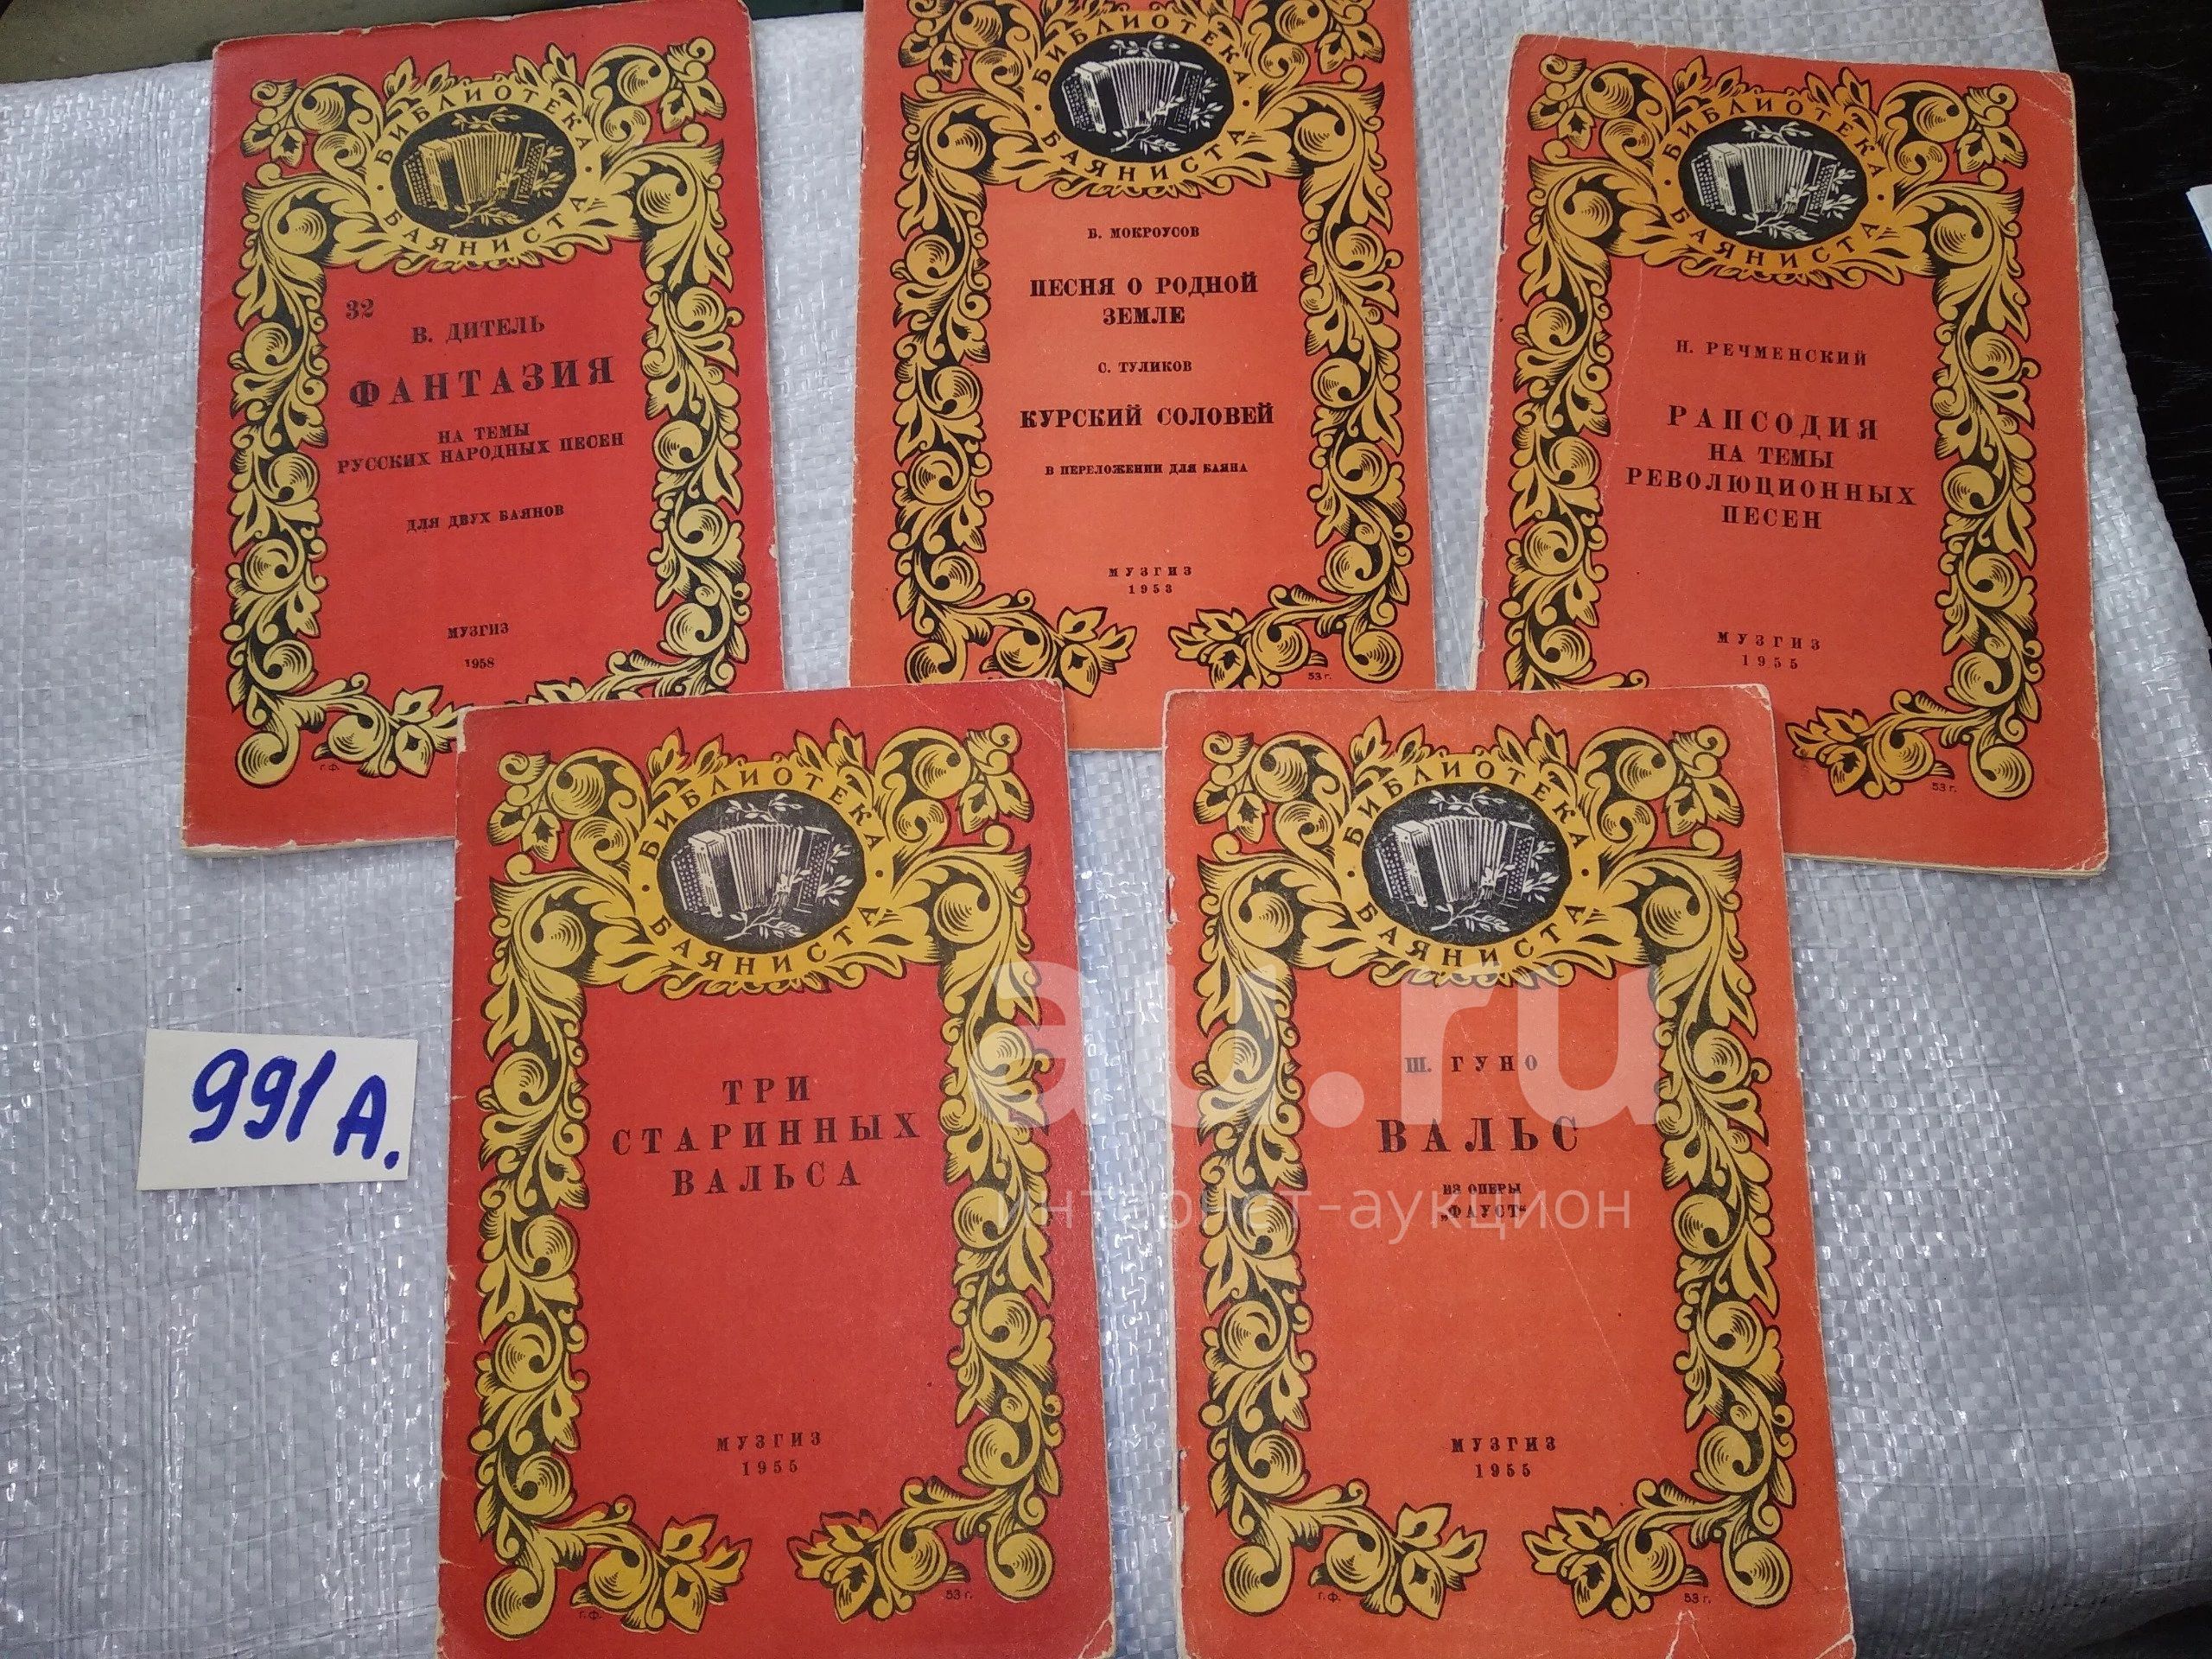 БИБЛИОТЕКА
БАЯНИСТА
32
В. ДИТЕЛЬ
ФАНТАЗИЯ
НА ТЕМЫ
РУССКИХ НАРОДНЫХ ПЕСЕН
ДЛЯ ДВУХ БАЯНОВ
МУЗГИЗ
1958
Г.Ф.
БИБЛИОТЕКА
БАЯНИСТА
Б. МОКРОУСОВ
ПЕСНЯ О РОДНОЙ
ЗЕМЛЕ
С. ТУЛИКОВ
КУРСКИЙ СОЛОВЕЙ
В ПЕРЕЛОЖЕНИИ ДЛЯ БАЯНА
МУЗГИЗ
1953
53 г.
БИБЛИОТЕКА
БАЯНИСТА
Н. РЕЧМЕНСКИЙ
РАПСОДИЯ
НА ТЕМЫ
РЕВОЛЮЦИОННЫХ
ПЕСЕН
МУЗГИЗ
1955
53 г.
991 А.
БИБЛИОТЕКА
БАЯНИСТА
ТРИ
СТАРИННЫХ
ВАЛЬСА
МУЗГИЗ
1955
Г.Ф.
53 г.
БИБЛИОТЕКА
БАЯНИСТА
Ш. ГУНО
ВАЛЬС
ИЗ ОПЕРЫ
„ФАУСТ“
МУЗГИЗ
1955
Г.Ф.
53 г.
au.ru
интернет-аукцион